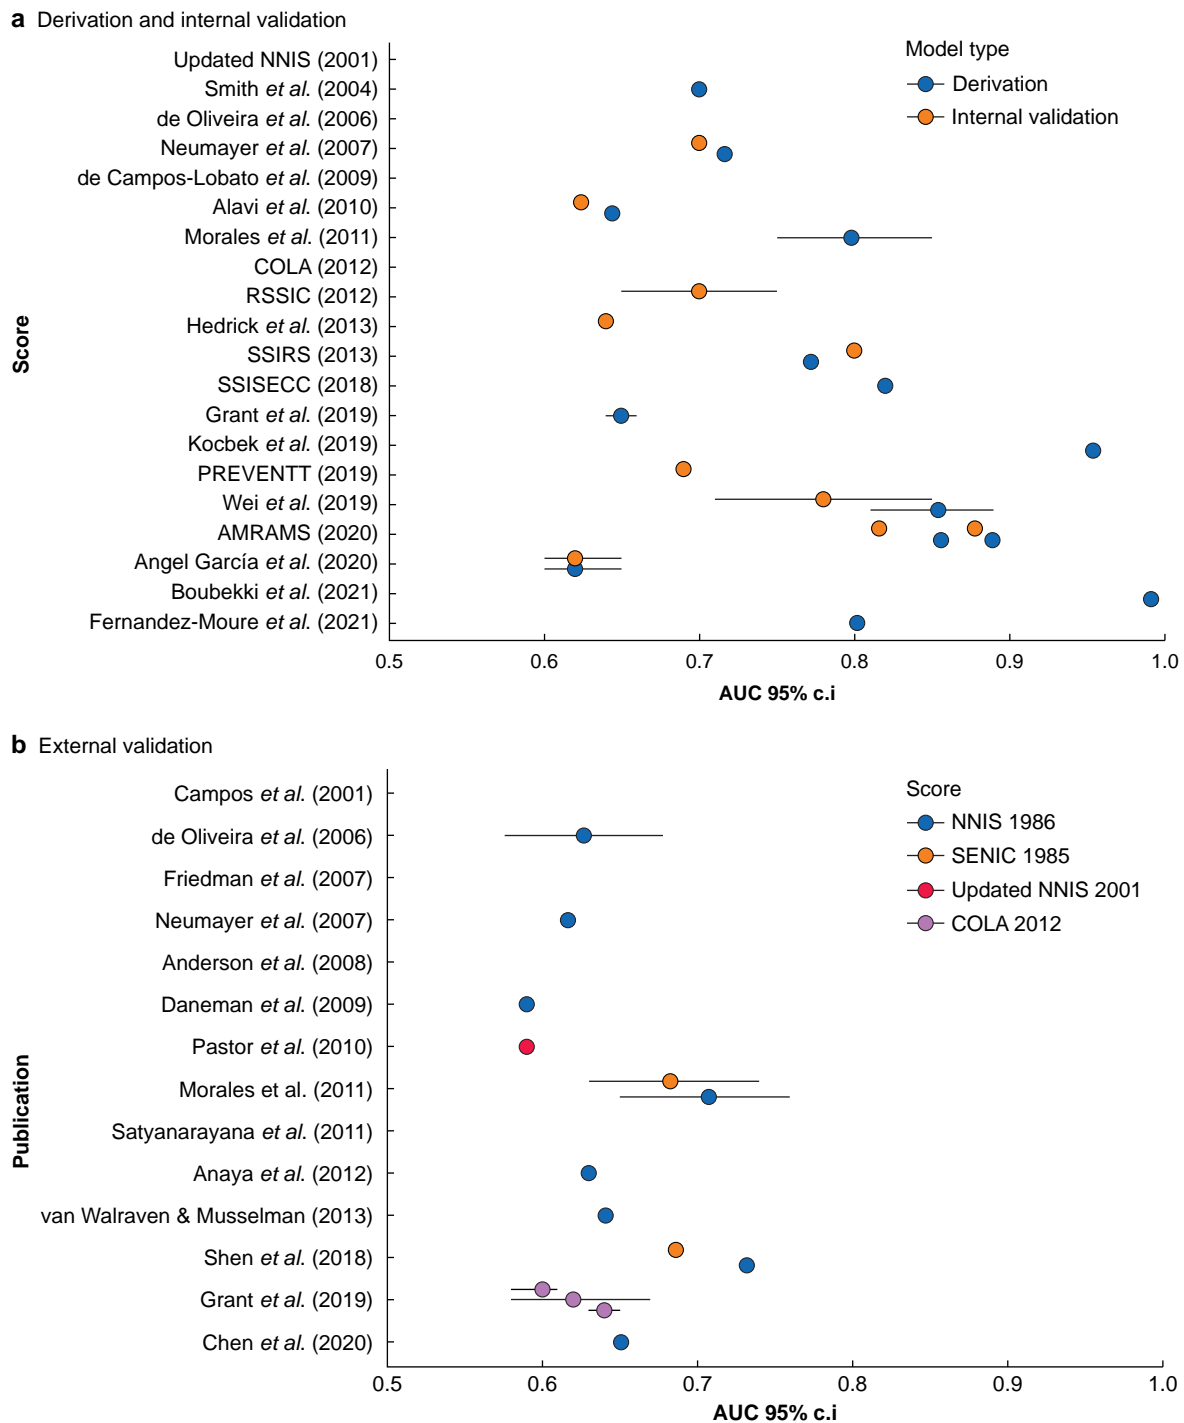 a Derivation and internal validation
Model type
Derivation
Internal validation
Score
Updated NNIS (2001)
Smith et al. (2004)
de Oliveira et al. (2006)
Neumayer et al. (2007)
de Campos-Lobato et al. (2009)
Alavi et al. (2010)
Morales et al. (2011)
COLA (2012)
RSSIC (2012)
Hedrick et al. (2013)
SSIRS (2013)
SSISECC (2018)
Grant et al. (2019)
Kocbek et al. (2019)
PREVENTT (2019)
Wei et al. (2019)
AMRAMS (2020)
Angel García et al. (2020)
Boubekki et al. (2021)
Fernandez-Moure et al. (2021)
0.5 0.6 0.7 0.8 0.9 1.0
AUC 95% c.i
b External validation
Score
NNIS 1986
SENIC 1985
Updated NNIS 2001
COLA 2012
Publication
Campos et al. (2001)
de Oliveira et al. (2006)
Friedman et al. (2007)
Neumayer et al. (2007)
Anderson et al. (2008)
Daneman et al. (2009)
Pastor et al. (2010)
Morales et al. (2011)
Satyanarayana et al. (2011)
Anaya et al. (2012)
van Walraven & Musselman (2013)
Shen et al. (2018)
Grant et al. (2019)
Chen et al. (2020)
0.5 0.6 0.7 0.8 0.9 1.0
AUC 95% c.i